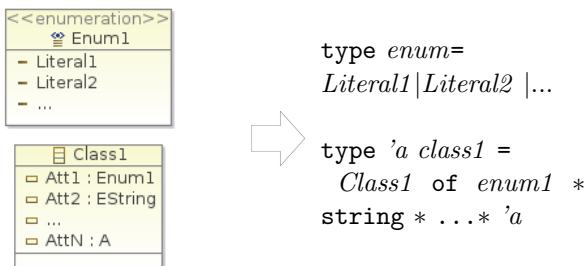 <<enumeration>>
Enum1
Literal1
Literal2
...
Class1
Att1 : Enum1
Att2 : EString
...
AttN : A
type enum=
Literal1|Literal2 |...
type 'a class1 =
Class1 of enum1 *
string * ...* 'a